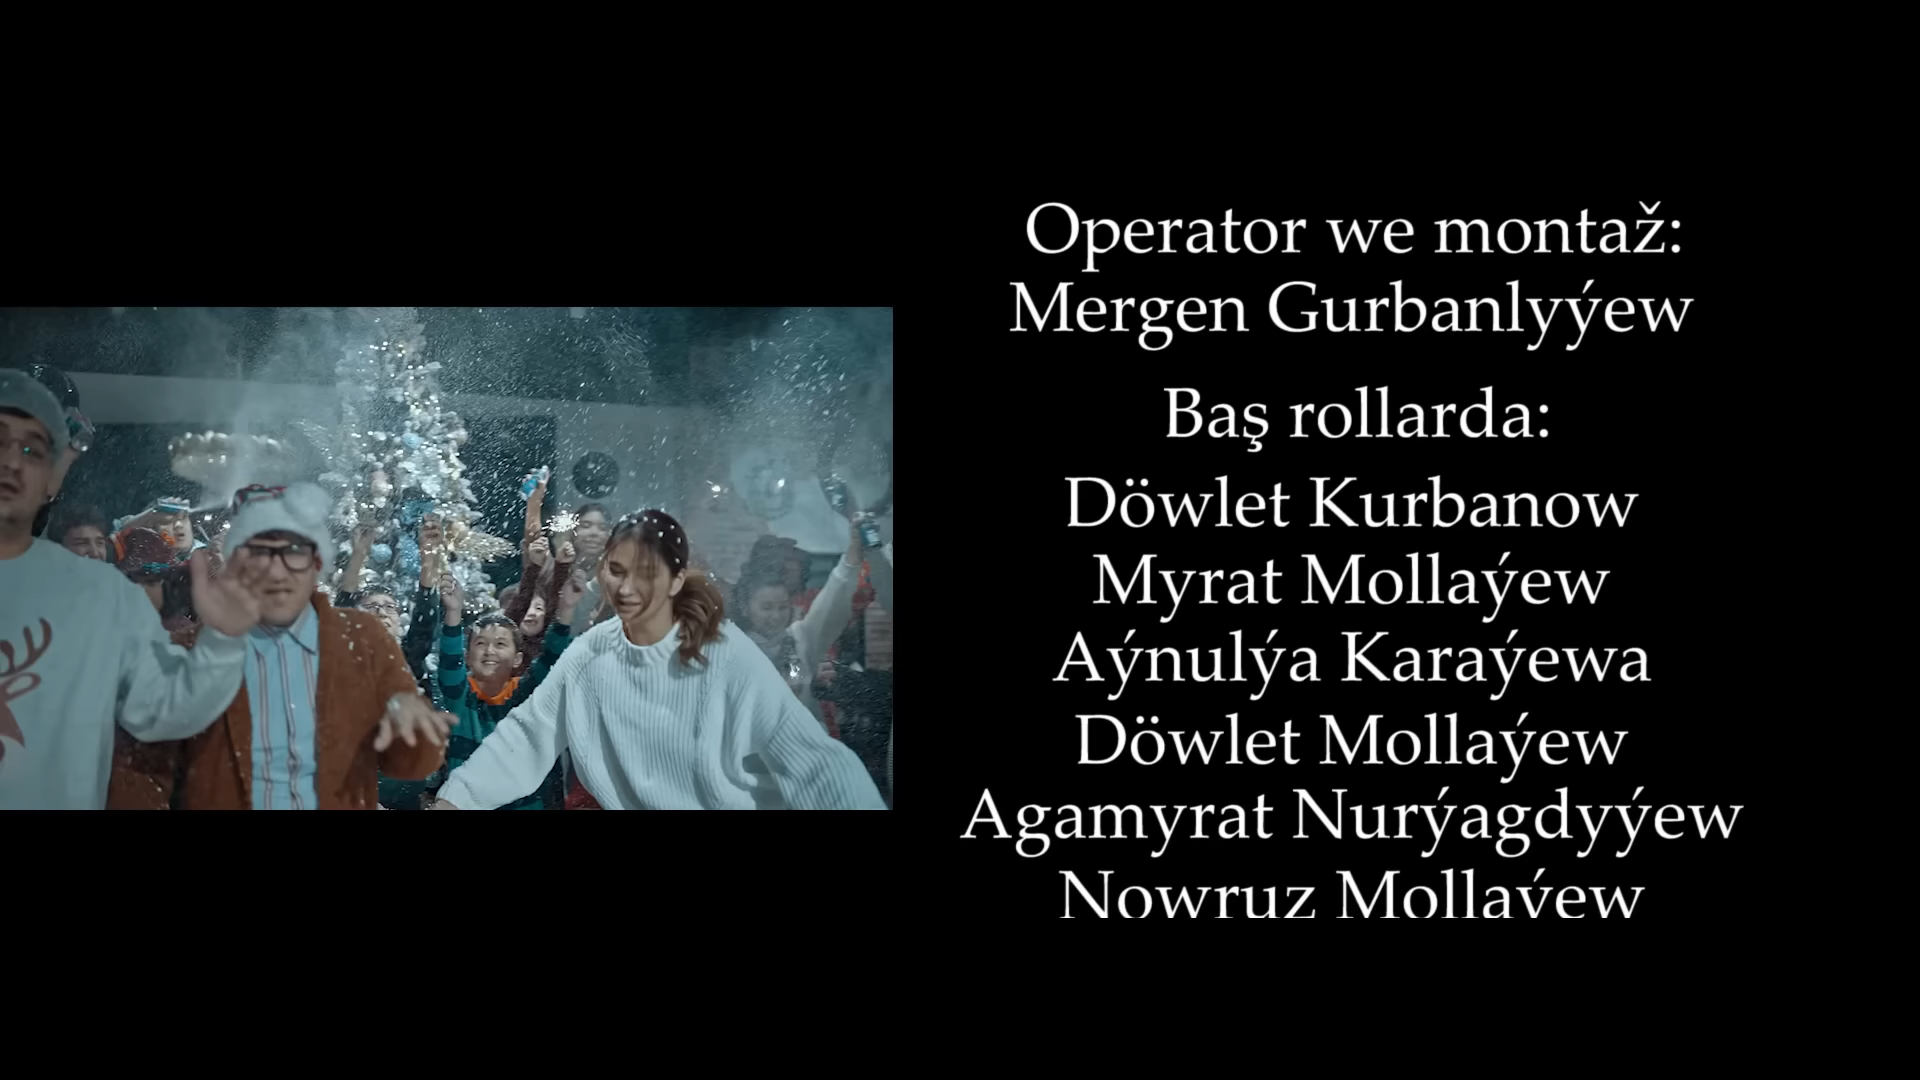 Operator we montaž:
Mergen Gurbanlyýew
Baş rollarda:
Döwlet Kurbanow
Myrat Mollaýew
Aýnulýa Karaýewa
Döwlet Mollaýew
Agamyrat Nurýagdyýew
Nowruz Mollaýew